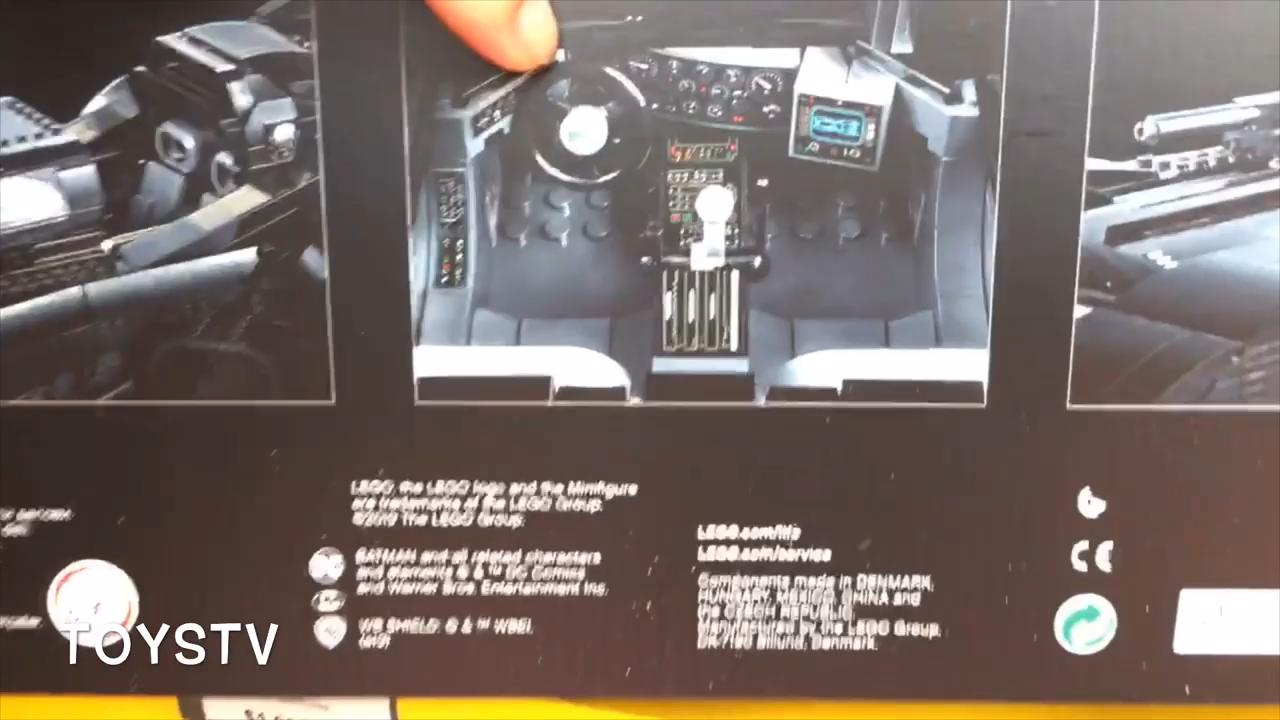 LEGO, the LEGO logo and the Minifigure
are trademarks of the LEGO Group.
©2019 The LEGO Group.
BATMAN and all related characters
and elements © & ™ DC Comics
and Warner Bros. Entertainment Inc.
WB SHIELD: © & ™ WBEI.
(s19)
LEGO.com/life
LEGO.com/service
Components made in DENMARK,
HUNGARY, MEXICO, CHINA and
the CZECH REPUBLIC.
Manufactured by the LEGO Group,
DK-7190 Billund, Denmark.
CE
TOYSTV